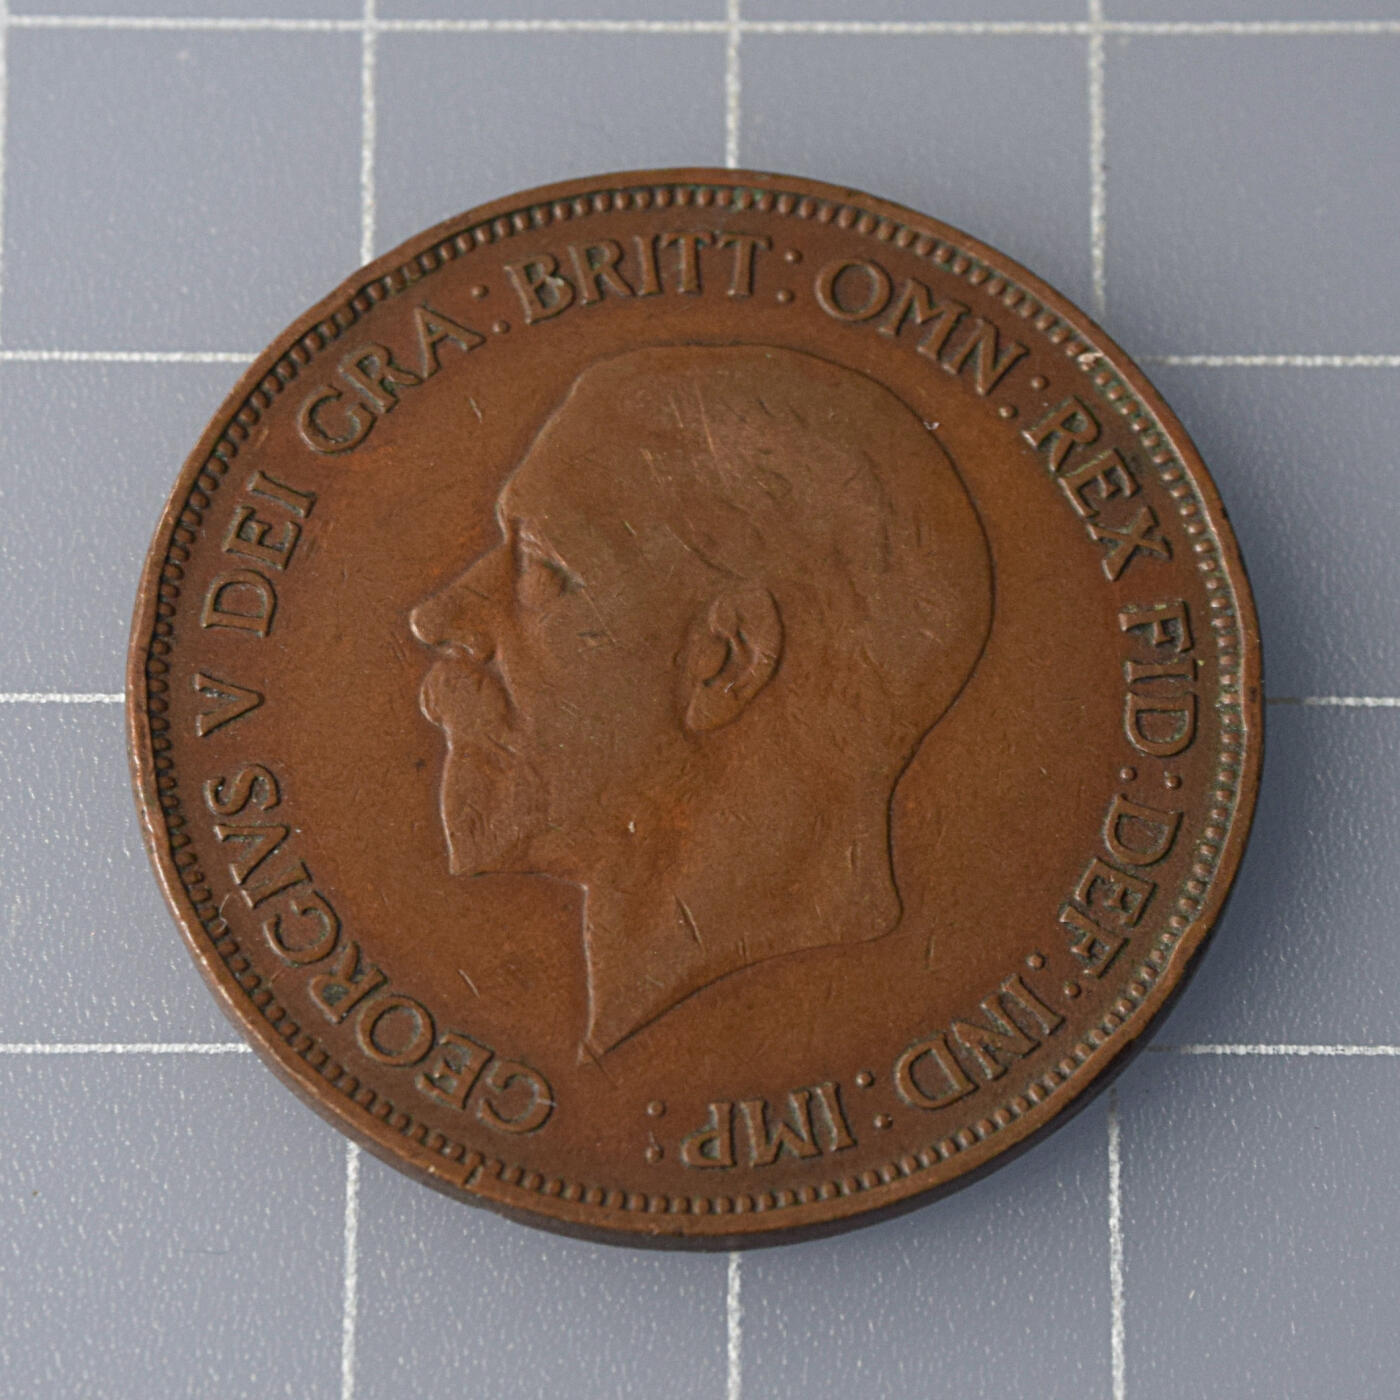 GEORGIVS V DEI GRA: BRITT: OMN: REX FID: DEF: IND: IMP: